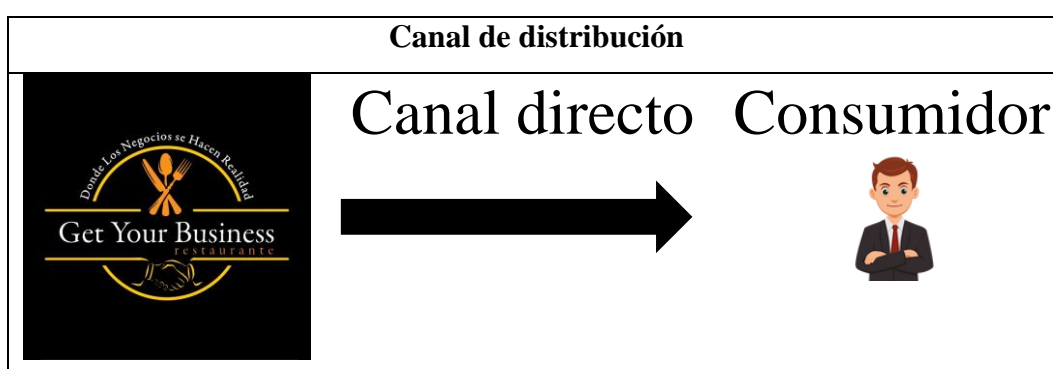 Canal de distribución
Canal directo
Consumidor
Donde Los Negocios se Hacen Realidad
Get Your Business
restaurante